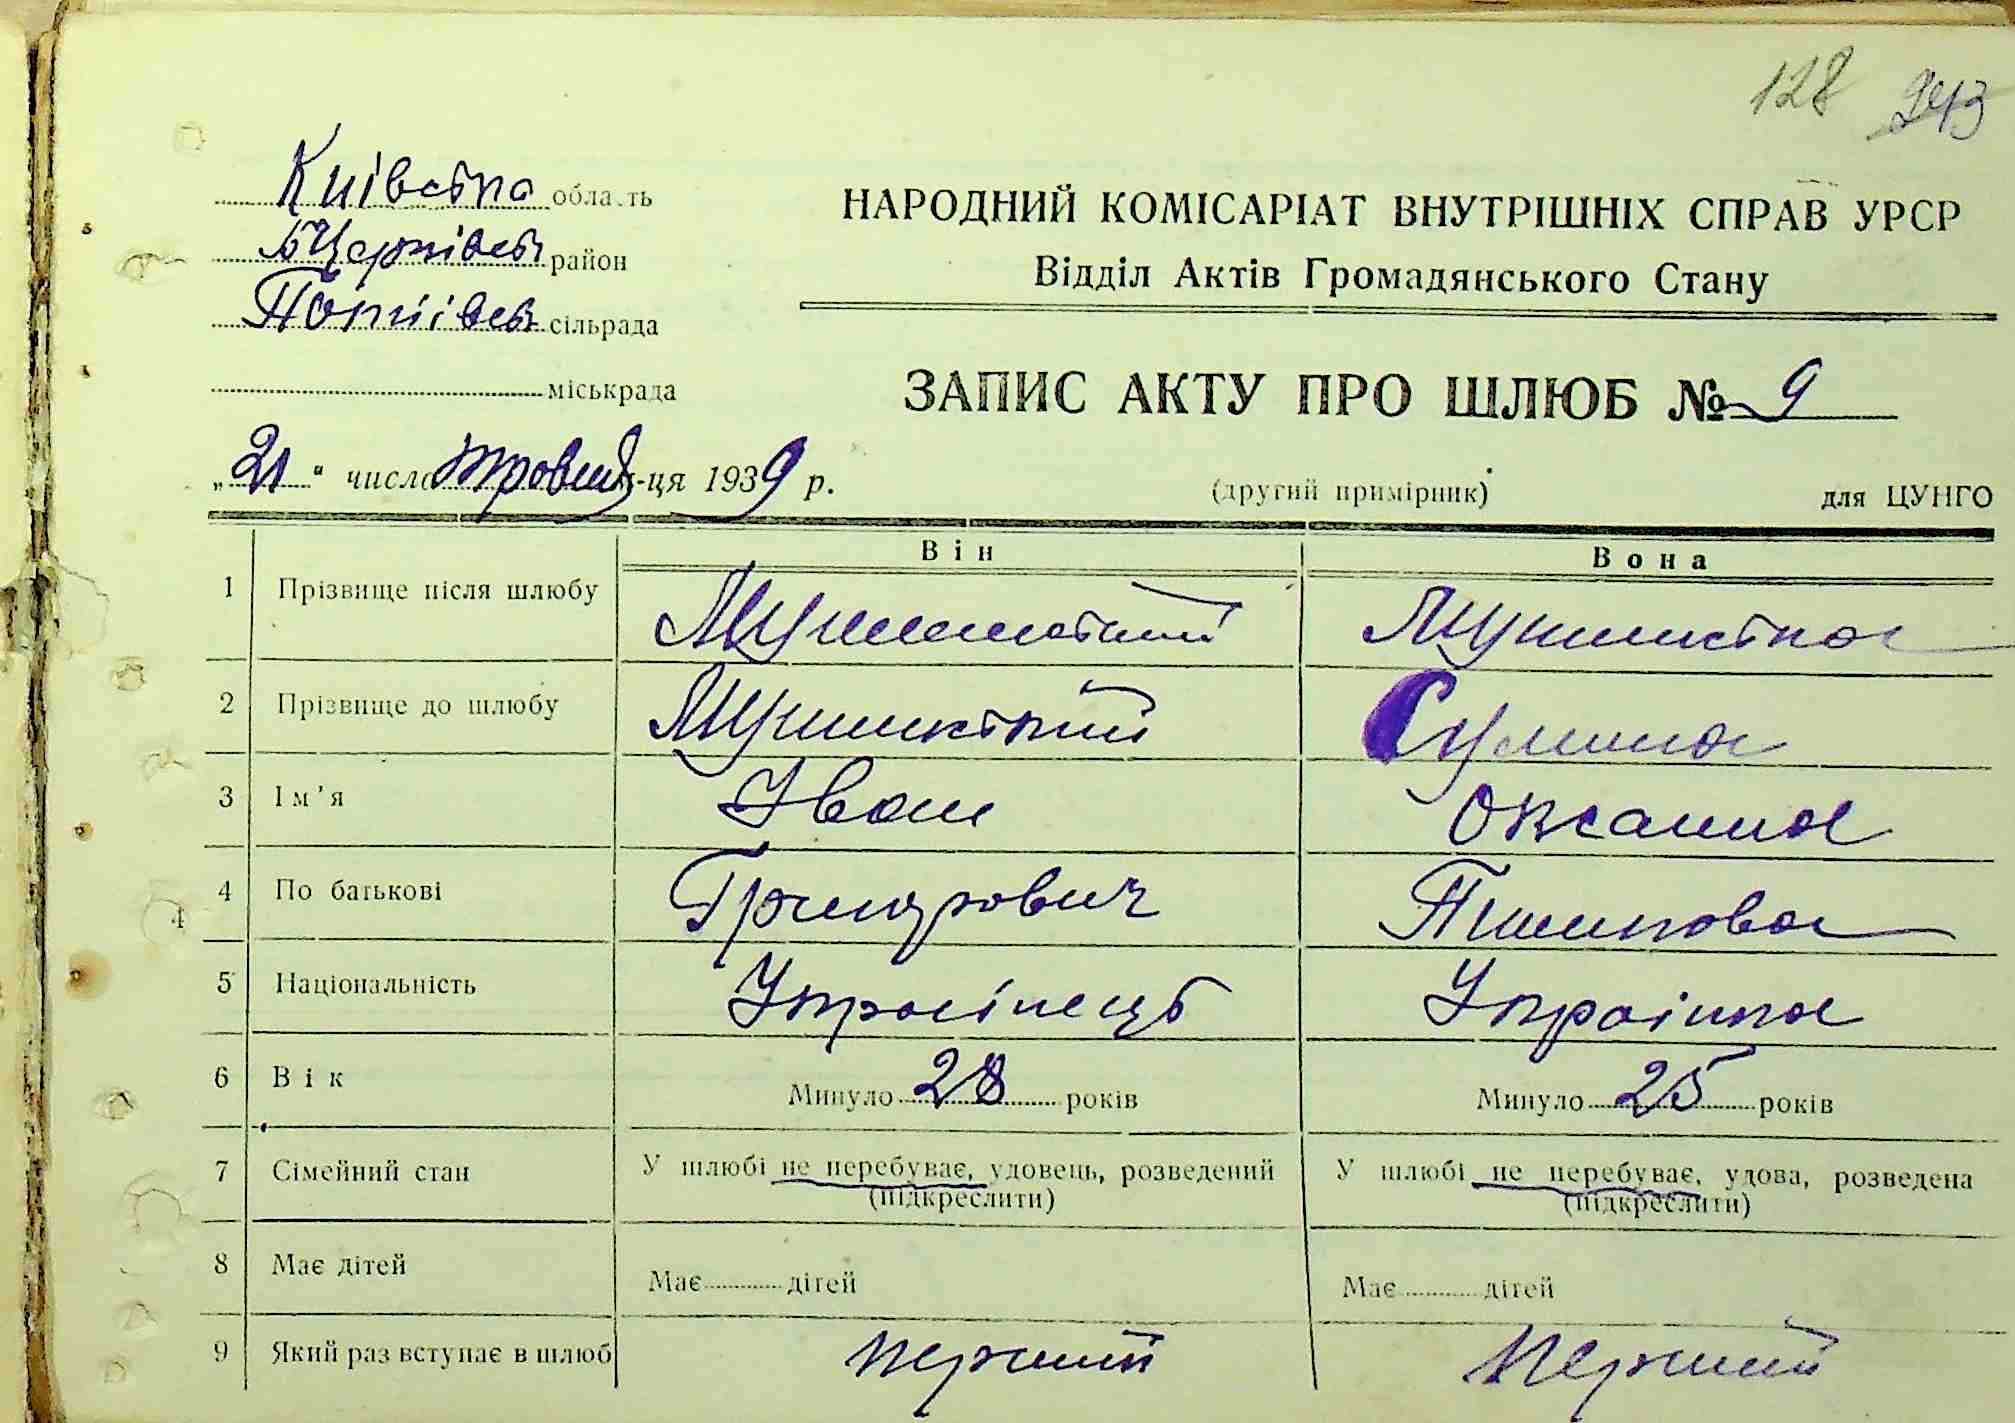 128 243
Київська область
Б Церківськ район
сільрада
міськрада
НАРОДНИЙ КОМІСАРІАТ ВНУТРІШНІХ СПРАВ УРСР
Відділ Актів Громадянського Стану
ЗАПИС АКТУ ПРО ШЛЮБ № 9
„21“ числа травня м-ця 1939 р.
(другий примірник) для ЦУНГО
Він Вона
1 Прізвище після шлюбу
2 Прізвище до шлюбу
3 Ім'я Іван Оксана
4 По батькові Григорович
5 Національність Українець Українка
6 Вік Минуло 28 років Минуло 25 років
7 Сімейний стан У шлюбі не перебуває, удовець, розведений У шлюбі не перебуває, удова, розведена
(підкреслити) (підкреслити)
8 Має дітей Має дітей Має дітей
9 Який раз вступає в шлюб перший перший
4